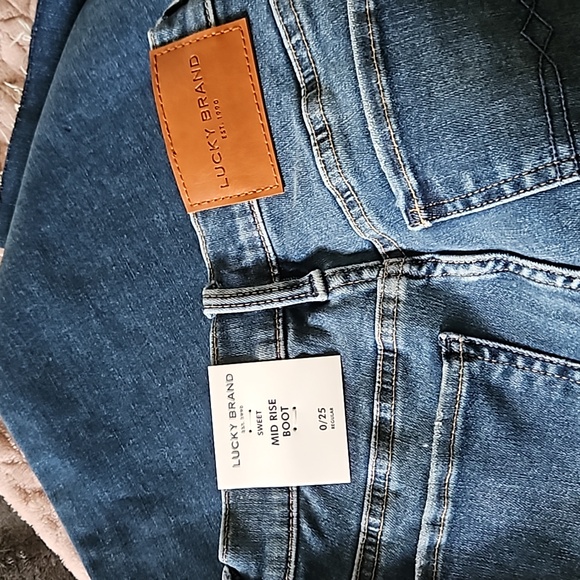 LUCKY BRAND
EST. 1990
LUCKY BRAND
EST. 1990
SWEET
MID RISE
BOOT
0/25
REGULAR